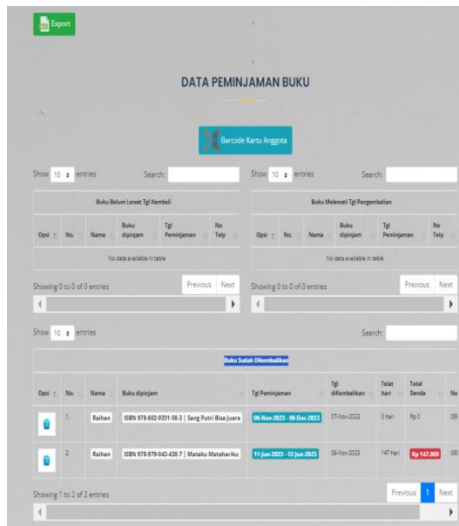 Export
DATA PEMINJAMAN BUKU
Barcode Kartu Anggota
Show 10 entries Search:
Buku Belum Lewat Tgl Kembali
Opsi No. Nama Buku dipinjam Tgl Peminjaman No Telp
No data available in table
Showing 0 to 0 of 0 entries Previous Next
Show 10 entries Search:
Buku Melewati Tgl Pengembalian
Opsi No. Nama Buku dipinjam Tgl Peminjaman No Telp
No data available in table
Showing 0 to 0 of 0 entries Previous Next
Show 10 entries Search:
Buku Sudah Dikembalikan
Opsi No. Nama Buku dipinjam Tgl Peminjaman Tgl diKembalikan Telat hari Total Denda No
1. Raihan ISBN 978-602-9351-56-3 | Sang Putri Bisa Juara 06-Nov-2023 - 06-Dec-2023 07-Nov-2023 0 hari Rp 0
2. Raihan ISBN 978-979-043-438-7 | Mataku Matahariku 11-Jun-2023 - 12-Jun-2023 06-Nov-2023 147 hari Rp 147.000
Showing 1 to 2 of 2 entries Previous 1 Next